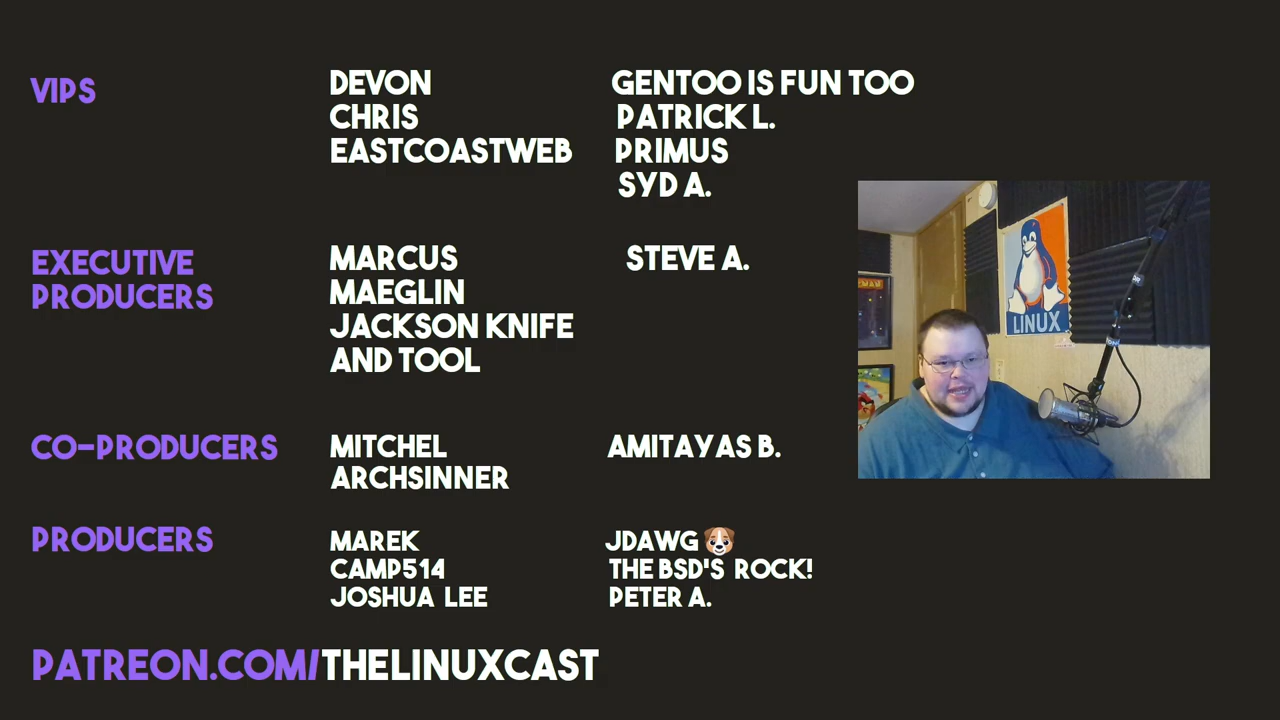 VIPS
DEVON
CHRIS
EASTCOASTWEB
GENTOO IS FUN TOO
PATRICK L.
PRIMUS
SYD A.
EXECUTIVE
PRODUCERS
MARCUS
MAEGLIN
JACKSON KNIFE
AND TOOL
STEVE A.
CO-PRODUCERS
MITCHEL
ARCHSINNER
AMITAYAS B.
PRODUCERS
MAREK
CAMP514
JOSHUA LEE
JDAWG🐶
THE BSD'S ROCK!
PETER A.
PATREON.COM/THELINUXCAST
LINUX